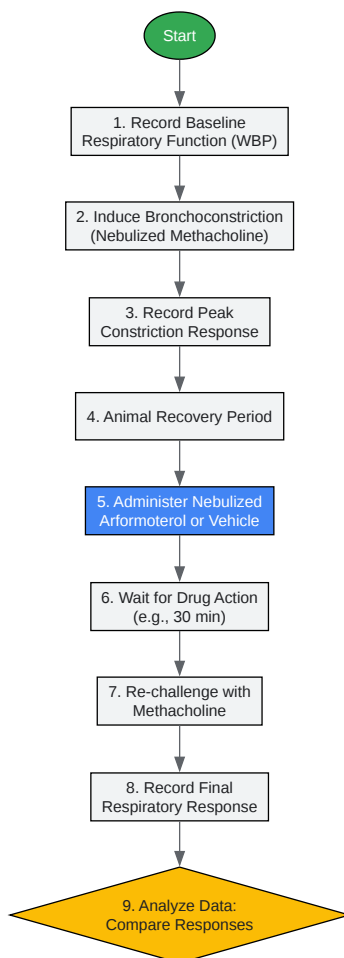 Start
1. Record Baseline
Respiratory Function (WBP)
2. Induce Bronchoconstriction
(Nebulized Methacholine)
3. Record Peak
Constriction Response
4. Animal Recovery Period
5. Administer Nebulized
Arformoterol or Vehicle
6. Wait for Drug Action
(e.g., 30 min)
7. Re-challenge with
Methacholine
8. Record Final
Respiratory Response
9. Analyze Data:
Compare Responses